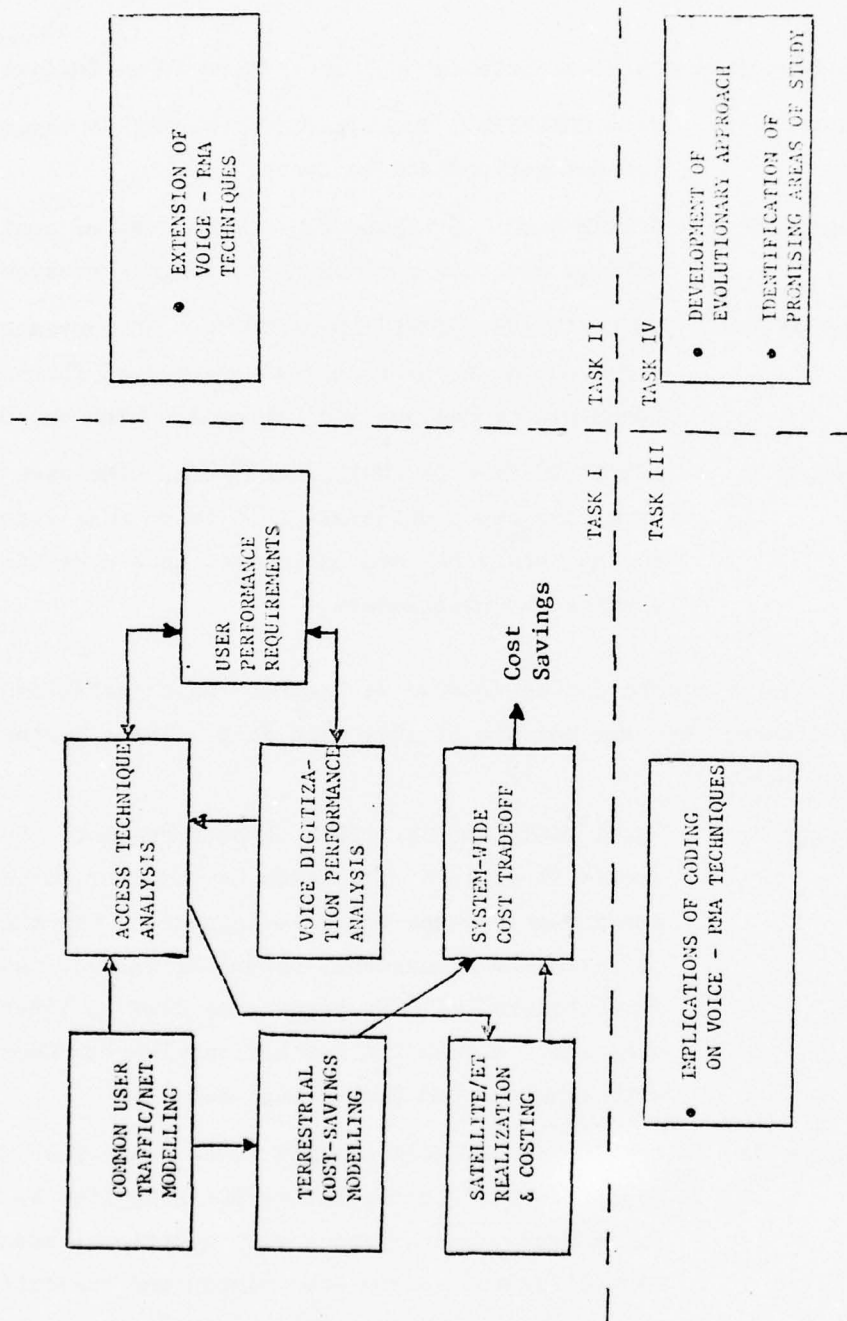 COMMON USER
TRAFFIC/NET.
MODELLING
ACCESS TECHNIQUE
ANALYSIS
USER
PERFORMANCE
REQUIREMENTS
TERRESTRIAL
COST-SAVINGS
MODELLING
VOICE DIGITIZA-
TION PERFORMANCE
ANALYSIS
SATELLITE/ET
REALIZATION
& COSTING
SYSTEM-WIDE
COST TRADEOFF
Cost
Savings
TASK I
TASK II
• EXTENSION OF
VOICE - RMA
TECHNIQUES
TASK III
• IMPLICATIONS OF CODING
ON VOICE - RMA TECHNIQUES
TASK IV
• DEVELOPMENT OF
EVOLUTIONARY APPROACH
• IDENTIFICATION OF
PROMISING AREAS OF STUDY